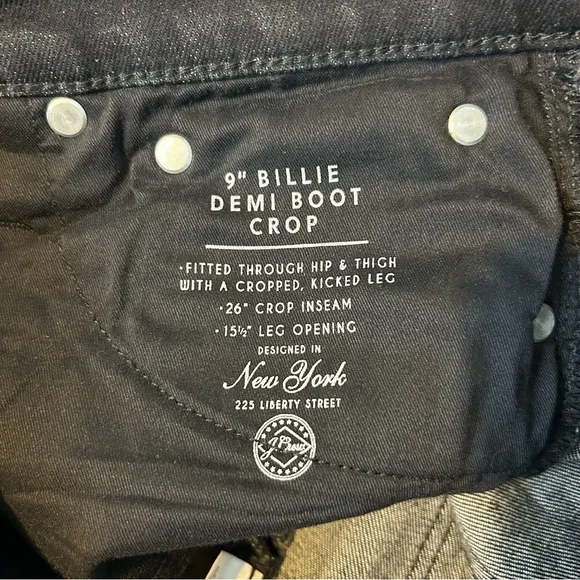 9" BILLIE
DEMI BOOT
CROP
•FITTED THROUGH HIP & THIGH
WITH A CROPPED, KICKED LEG
•26" CROP INSEAM
•15½" LEG OPENING
DESIGNED IN
New York
225 LIBERTY STREET
J.Crew